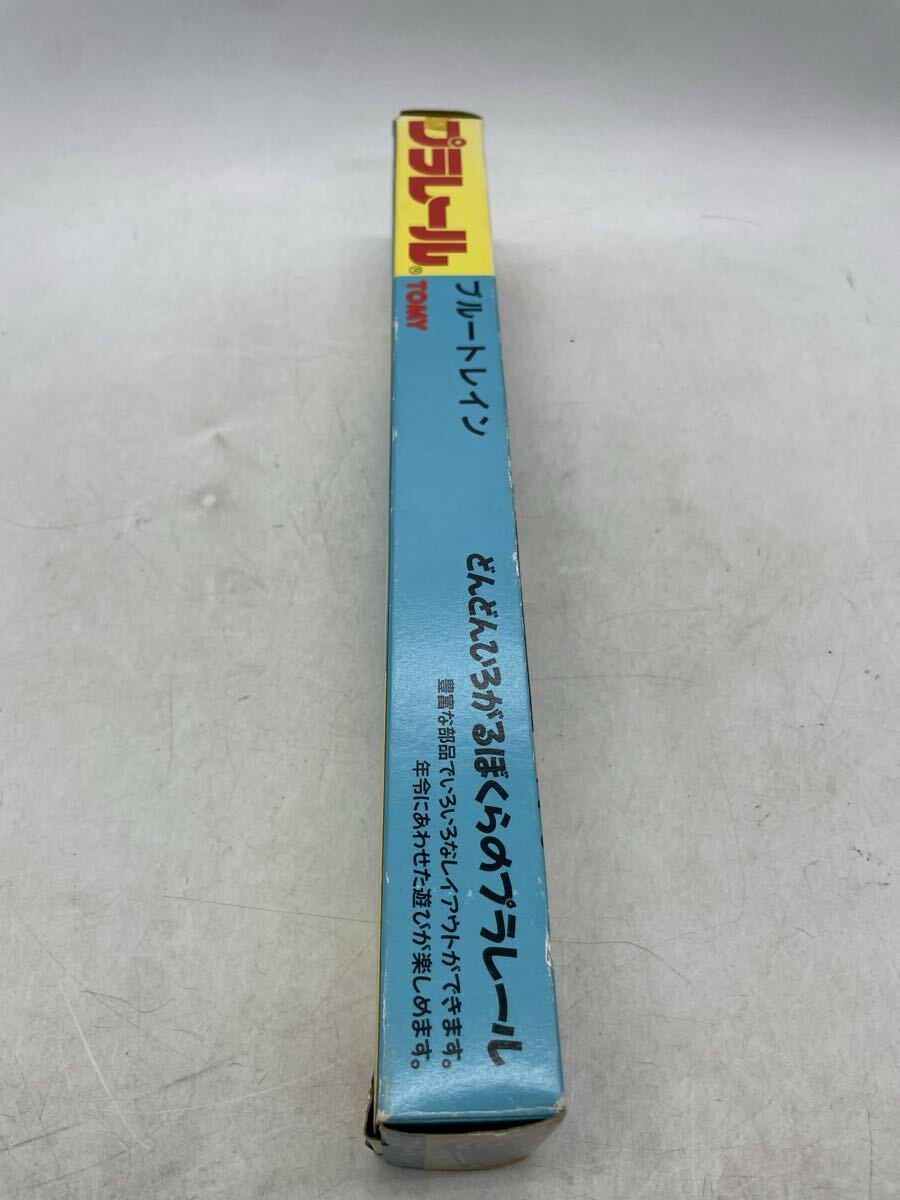 プラレール®
TOMY
ブルートレイン
どんどんひろがるぼくらのプラレール
豊富な部品でいろいろなレイアウトができます。
年令にあわせた遊びが楽しめます。